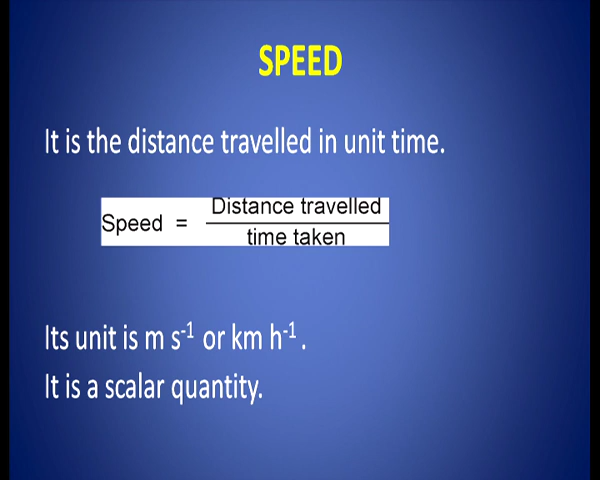 SPEED
It is the distance travelled in unit time.
Speed = Distance travelled
time taken
Its unit is m s⁻¹ or km h⁻¹ .
It is a scalar quantity.